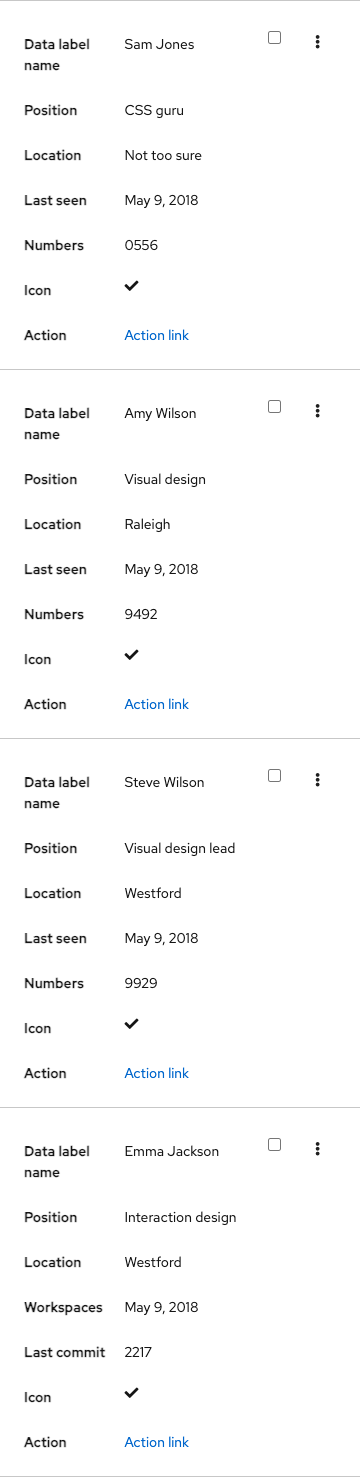 Data label name Sam Jones
Position CSS guru
Location Not too sure
Last seen May 9, 2018
Numbers 0556
Icon
Action Action link
Data label name Amy Wilson
Position Visual design
Location Raleigh
Last seen May 9, 2018
Numbers 9492
Icon
Action Action link
Data label name Steve Wilson
Position Visual design lead
Location Westford
Last seen May 9, 2018
Numbers 9929
Icon
Action Action link
Data label name Emma Jackson
Position Interaction design
Location Westford
Workspaces May 9, 2018
Last commit 2217
Icon
Action Action link